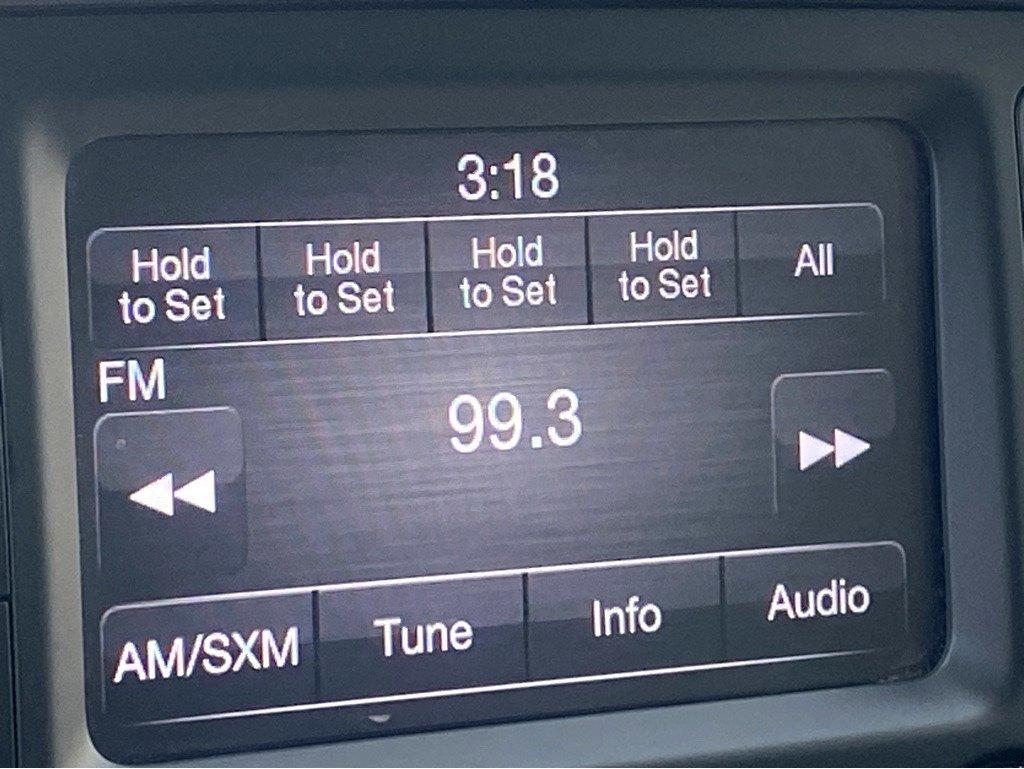 3:18
Hold to Set
Hold to Set
Hold to Set
Hold to Set
All
FM
99.3
AM/SXM
Tune
Info
Audio